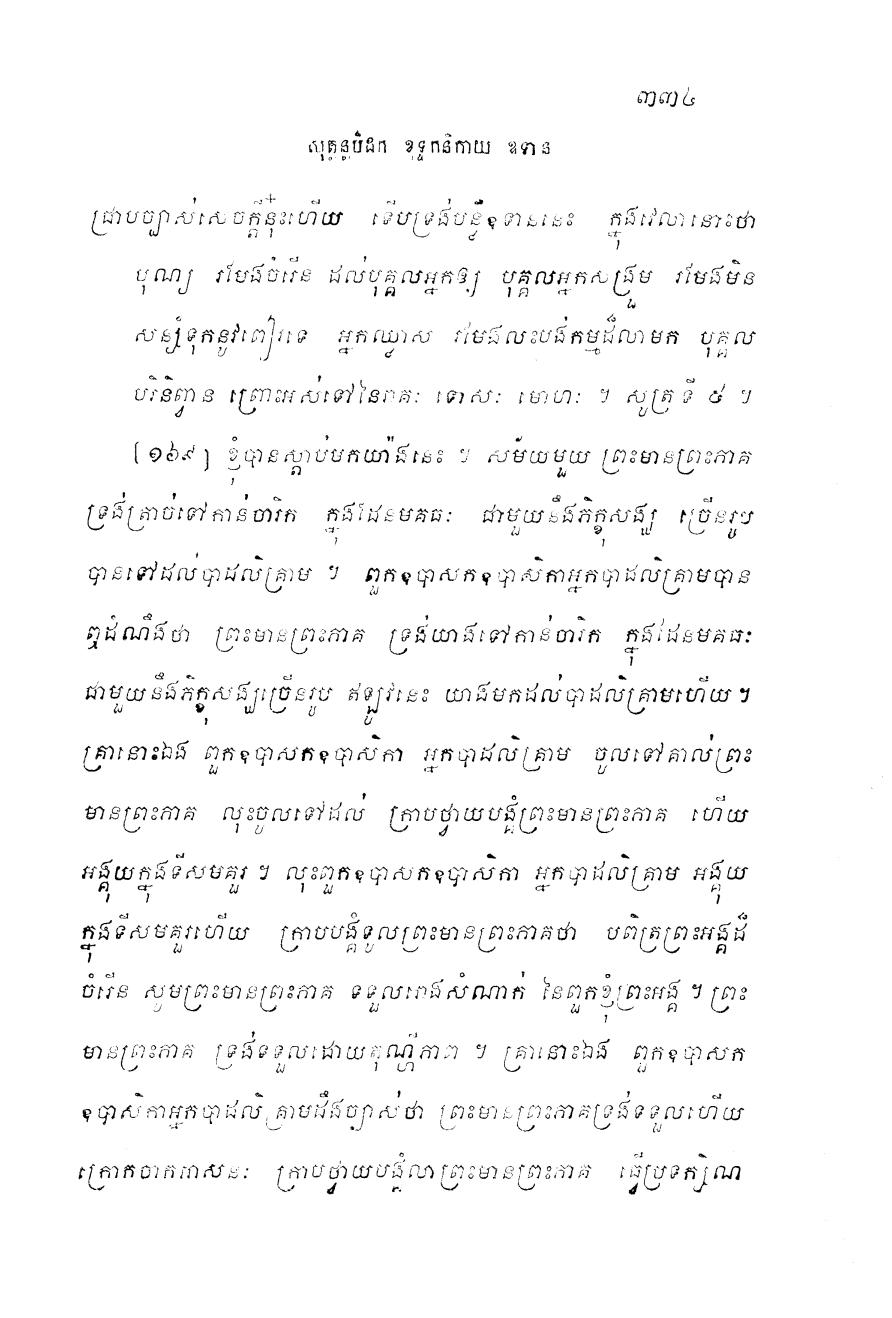 ៣៣៤
សុត្តន្តបិដក ខុទ្ទកនិកាយ ឧទាន
ជ្រាបច្បាស់សេចក្តីនុ៎ះហើយ ទើបទ្រង់បន្លឺឧទាននេះ ក្នុងវេលានោះថា
បុណ្យ រមែងចំរើន ដល់បុគ្គលអ្នកឲ្យ បុគ្គលអ្នកសង្រួម រមែងមិន
សន្សំទុកនូវពៀរទេ អ្នកឈ្លាស រមែងលះបង់កម្មដ៏លាមក បុគ្គល
បរិនិព្វាន ព្រោះអស់ទៅនៃរាគៈ ទោសៈ មោហៈ ។ សូត្រទី ៥ ។
[១៦៩] ខ្ញុំបានស្តាប់មកយ៉ាងនេះ ។ សម័យមួយ ព្រះមានព្រះភាគ
ទ្រង់ត្រាច់ទៅកាន់ចារិក ក្នុងដែនមគធៈ ជាមួយនឹងភិក្ខុសង្ឃ ច្រើនរូប
បានទៅដល់បាដលិគ្រាម ។ ពួកឧបាសកឧបាសិកាអ្នកបាដលិគ្រាមបាន
ឮដំណឹងថា ព្រះមានព្រះភាគ ទ្រង់យាងទៅកាន់ចារិក ក្នុងដែនមគធៈ
ជាមួយនឹងភិក្ខុសង្ឃច្រើនរូប ឥឡូវនេះ យាងមកដល់បាដលិគ្រាមហើយ ។
គ្រានោះឯង ពួកឧបាសកឧបាសិកា អ្នកបាដលិគ្រាម ចូលទៅគាល់ព្រះ
មានព្រះភាគ លុះចូលទៅដល់ ក្រាបថ្វាយបង្គំព្រះមានព្រះភាគ ហើយ
អង្គុយក្នុងទីសមគួរ ។ លុះពួកឧបាសកឧបាសិកា អ្នកបាដលិគ្រាម អង្គុយ
ក្នុងទីសមគួរហើយ ក្រាបបង្គំទូលព្រះមានព្រះភាគថា បពិត្រព្រះអង្គដ៏
ចំរើន សូមព្រះមានព្រះភាគ ទទួលរោងសំណាក់ នៃពួកខ្ញុំព្រះអង្គ ។ ព្រះ
មានព្រះភាគ ទ្រង់ទទួលដោយតុណ្ហីភាព ។ គ្រានោះឯង ពួកឧបាសក
ឧបាសិកាអ្នកបាដលិគ្រាមដឹងច្បាស់ថា ព្រះមានព្រះភាគទ្រង់ទទួលហើយ
ក្រោកចាកអាសនៈ ក្រាបថ្វាយបង្គំលាព្រះមានព្រះភាគ ធ្វើប្រទក្សិណ